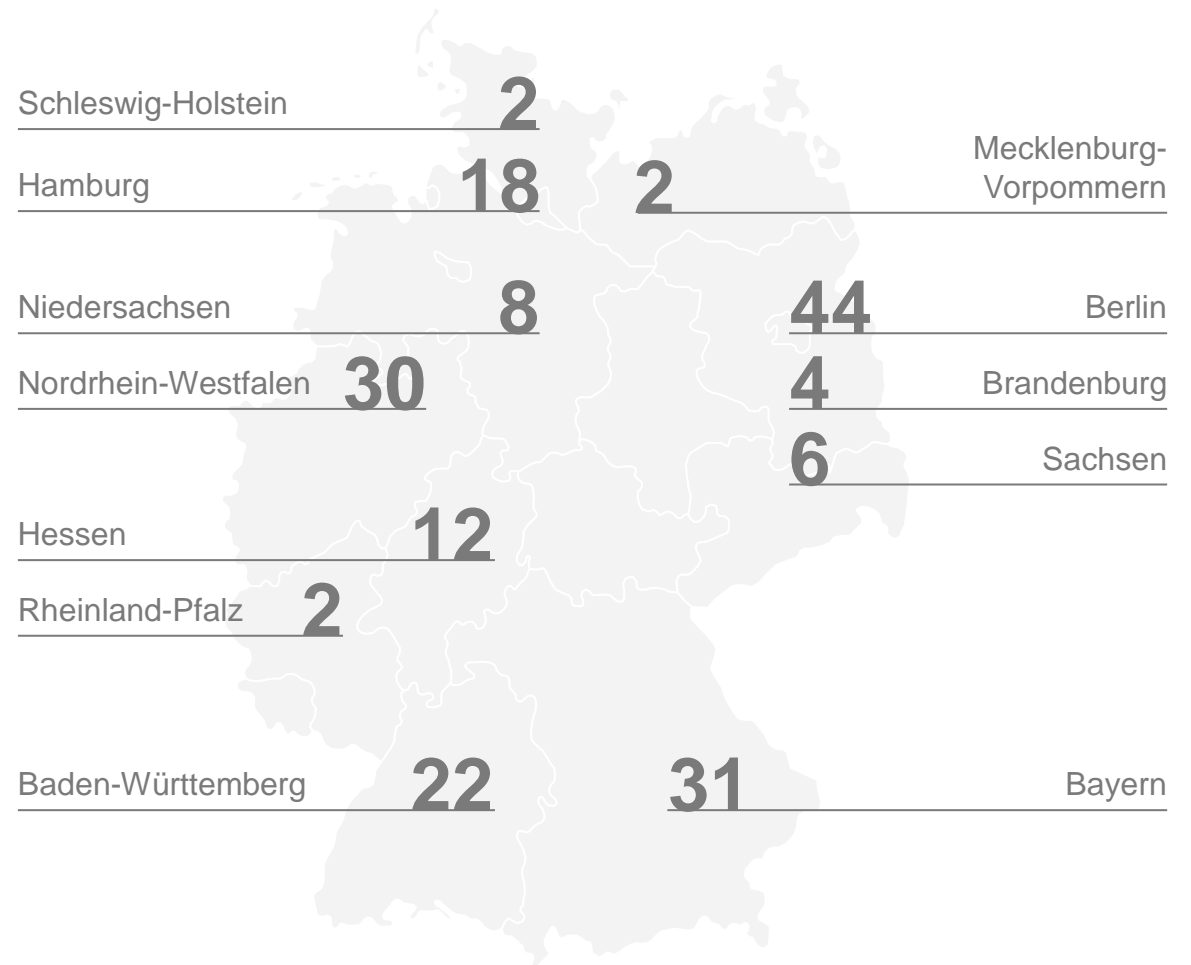 Schleswig-Holstein 2
Hamburg 18
Mecklenburg-
Vorpommern
2
Niedersachsen 8
44 Berlin
Nordrhein-Westfalen 30
4 Brandenburg
6 Sachsen
Hessen 12
Rheinland-Pfalz 2
Baden-Württemberg 22
31 Bayern